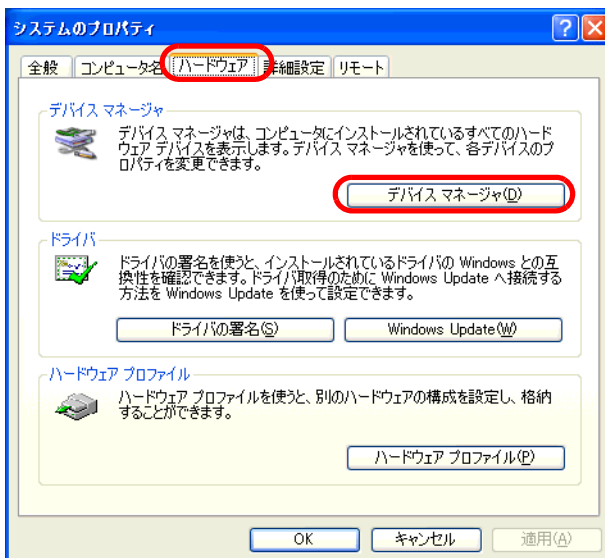 システムのプロパティ
全般 コンピュータ名 ハードウェア 詳細設定 リモート
デバイス マネージャ
デバイス マネージャは、コンピュータにインストールされているすべてのハード
ウェア デバイスを表示します。デバイス マネージャを使って、各デバイスのプ
ロパティを変更できます。
デバイス マネージャ(D)
ドライバ
ドライバの署名を使うと、インストールされているドライバの Windows との互
換性を確認できます。ドライバ取得のために Windows Update へ接続する
方法を Windows Update を使って設定できます。
ドライバの署名(S) Windows Update(W)
ハードウェア プロファイル
ハードウェア プロファイルを使うと、別のハードウェアの構成を設定し、格納
することができます。
ハードウェア プロファイル(P)
OK キャンセル 適用(A)